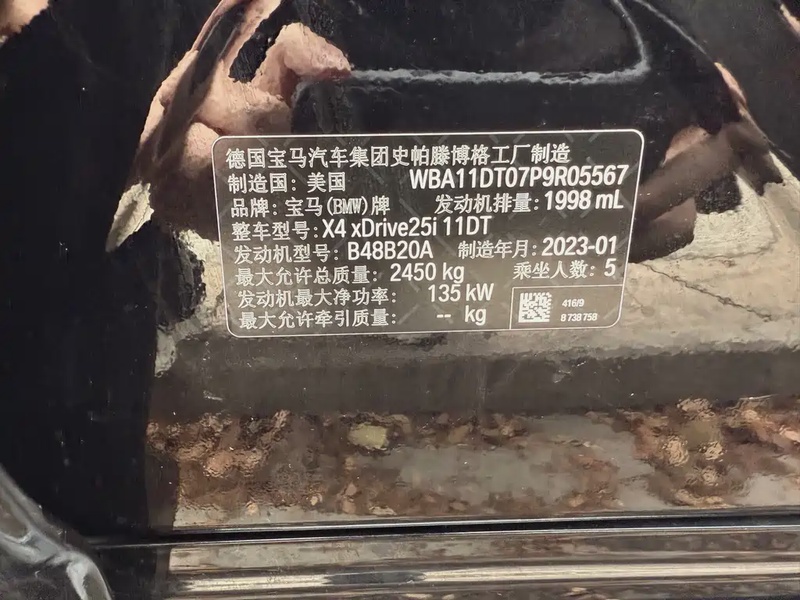 德国宝马汽车集团史帕滕博格工厂制造
制造国：美国 WBA11DT07P9R05567
品牌：宝马(BMW)牌 发动机排量：1998 mL
整车型号：X4 xDrive25i 11DT
发动机型号：B48B20A 制造年月：2023-01
最大允许总质量：2450 kg 乘坐人数：5
发动机最大净功率：135 kW
最大允许牵引质量：-- kg
416/9
8 738 758